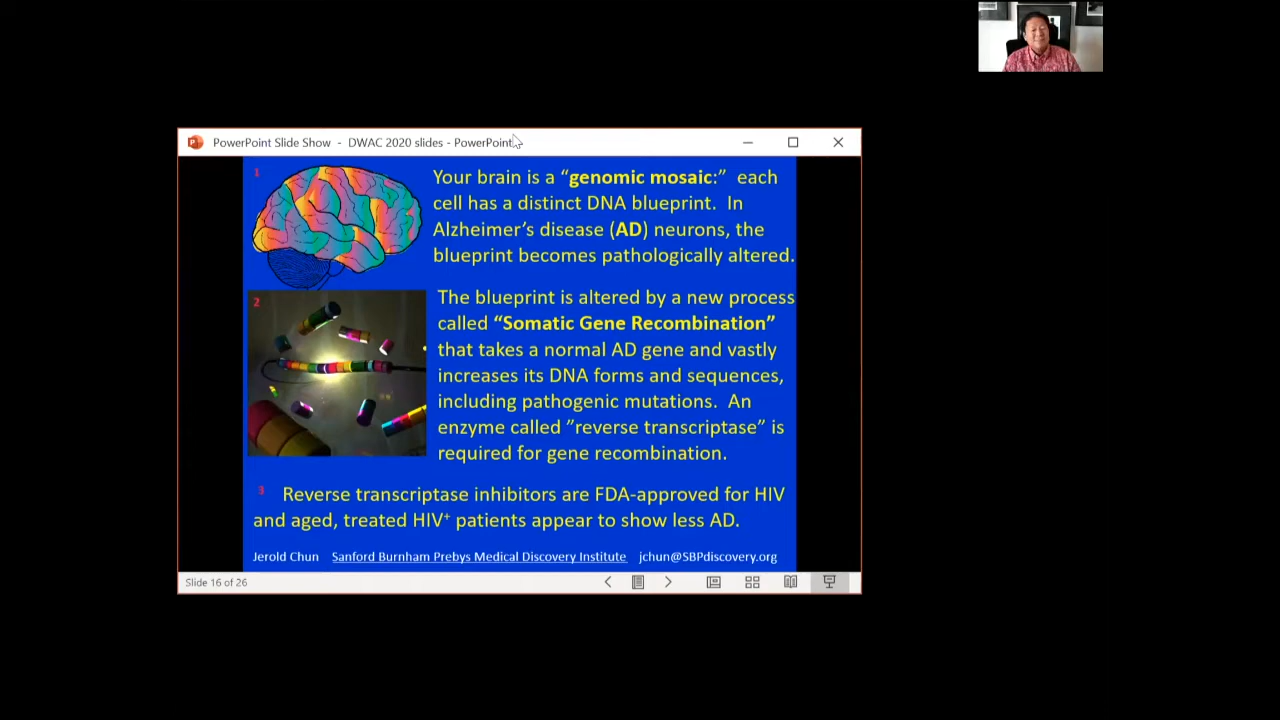 PowerPoint Slide Show - DWAC 2020 slides - PowerPoint
1
Your brain is a “genomic mosaic:” each
cell has a distinct DNA blueprint. In
Alzheimer’s disease (AD) neurons, the
blueprint becomes pathologically altered.
2
The blueprint is altered by a new process
called “Somatic Gene Recombination”
that takes a normal AD gene and vastly
increases its DNA forms and sequences,
including pathogenic mutations. An
enzyme called ”reverse transcriptase” is
required for gene recombination.
3 Reverse transcriptase inhibitors are FDA-approved for HIV
and aged, treated HIV⁺ patients appear to show less AD.
Jerold Chun Sanford Burnham Prebys Medical Discovery Institute jchun@SBPdiscovery.org
Slide 16 of 26